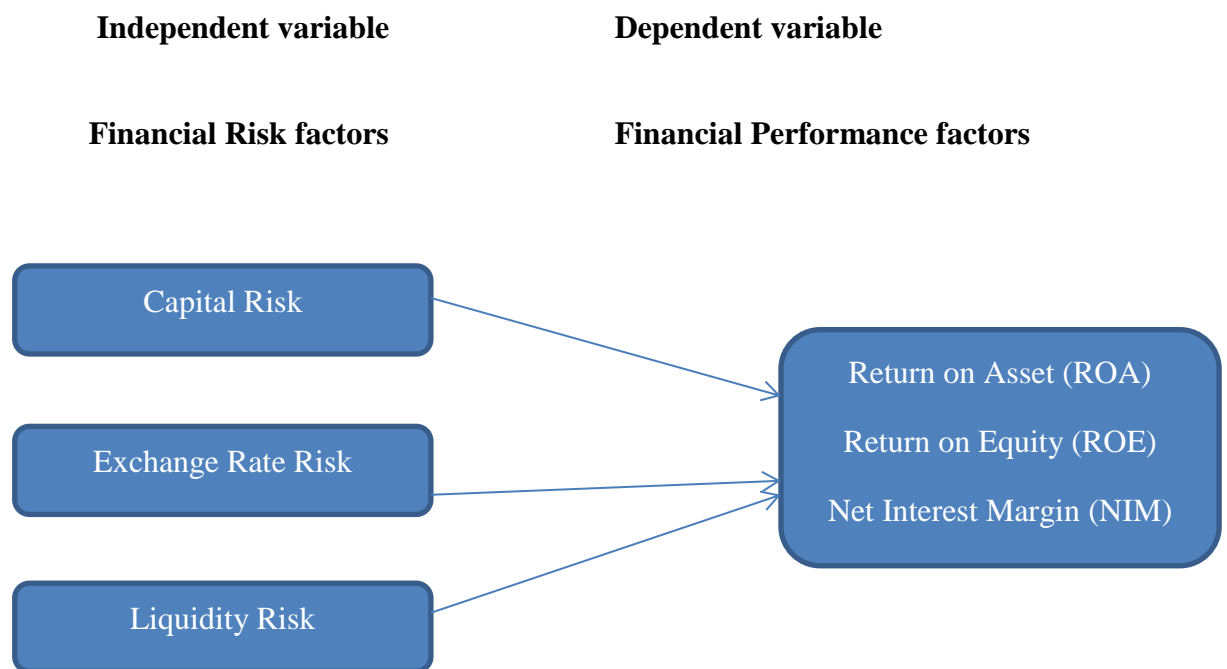 Independent variable
Dependent variable
Financial Risk factors
Financial Performance factors
Capital Risk
Exchange Rate Risk
Liquidity Risk
Return on Asset (ROA)
Return on Equity (ROE)
Net Interest Margin (NIM)